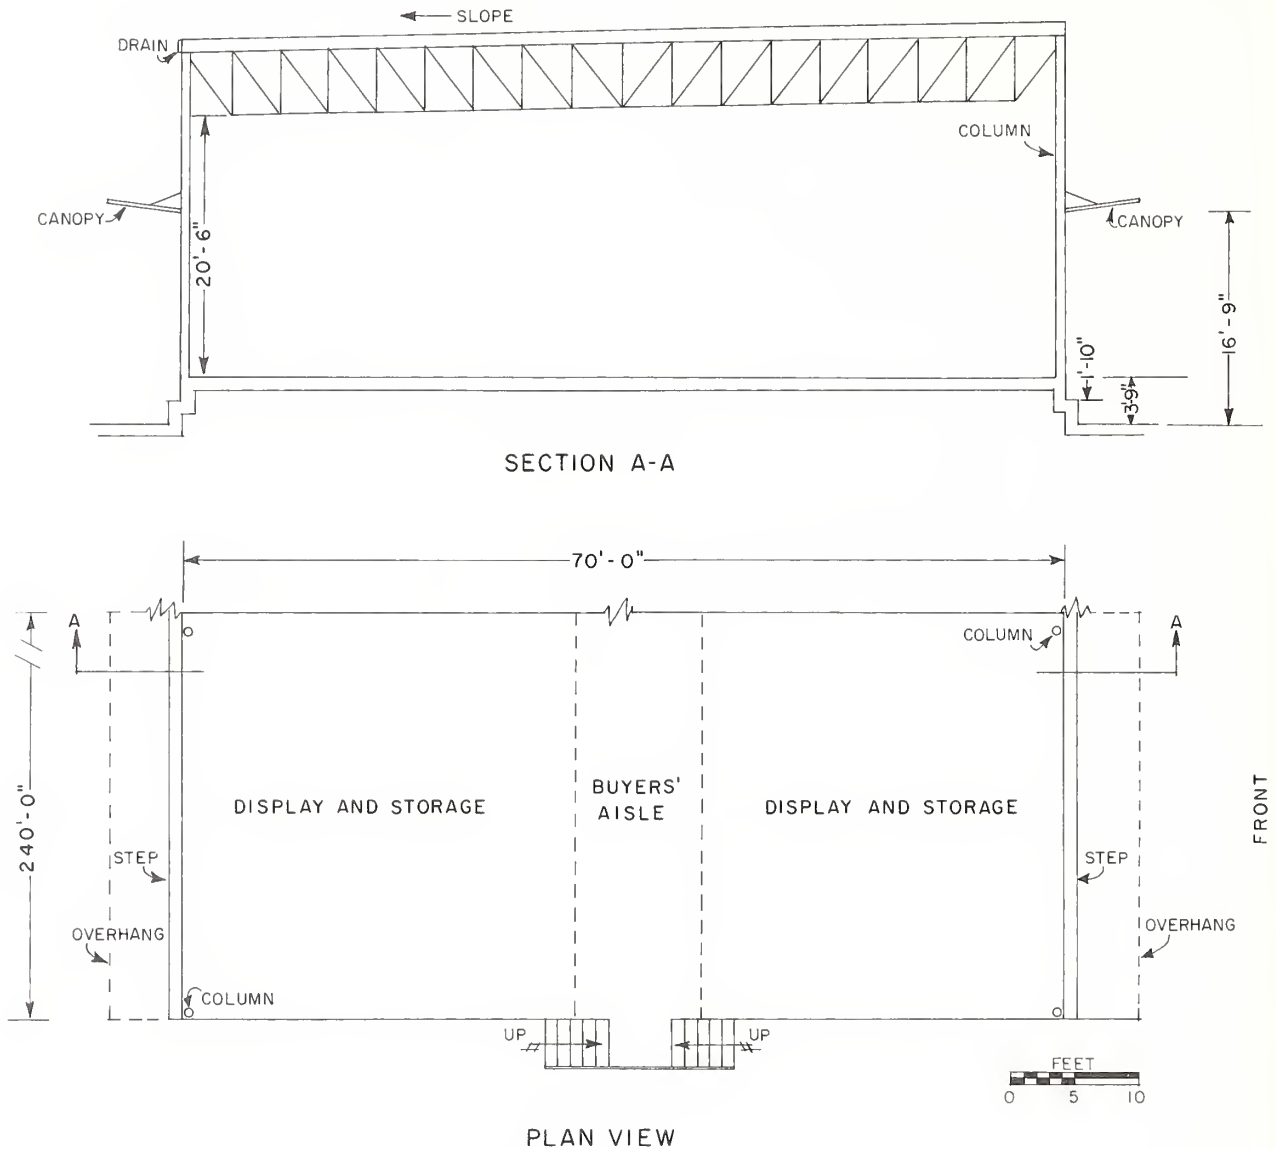 SLOPE
DRAIN
COLUMN
CANOPY
CANOPY
20'-6"
16'-9"
1'-10"
3'-9"
SECTION A-A
70'-0"
A
A
COLUMN
240'-0"
DISPLAY AND STORAGE
BUYERS'
AISLE
DISPLAY AND STORAGE
FRONT
STEP
STEP
OVERHANG
OVERHANG
COLUMN
UP
UP
FEET
0 5 10
PLAN VIEW